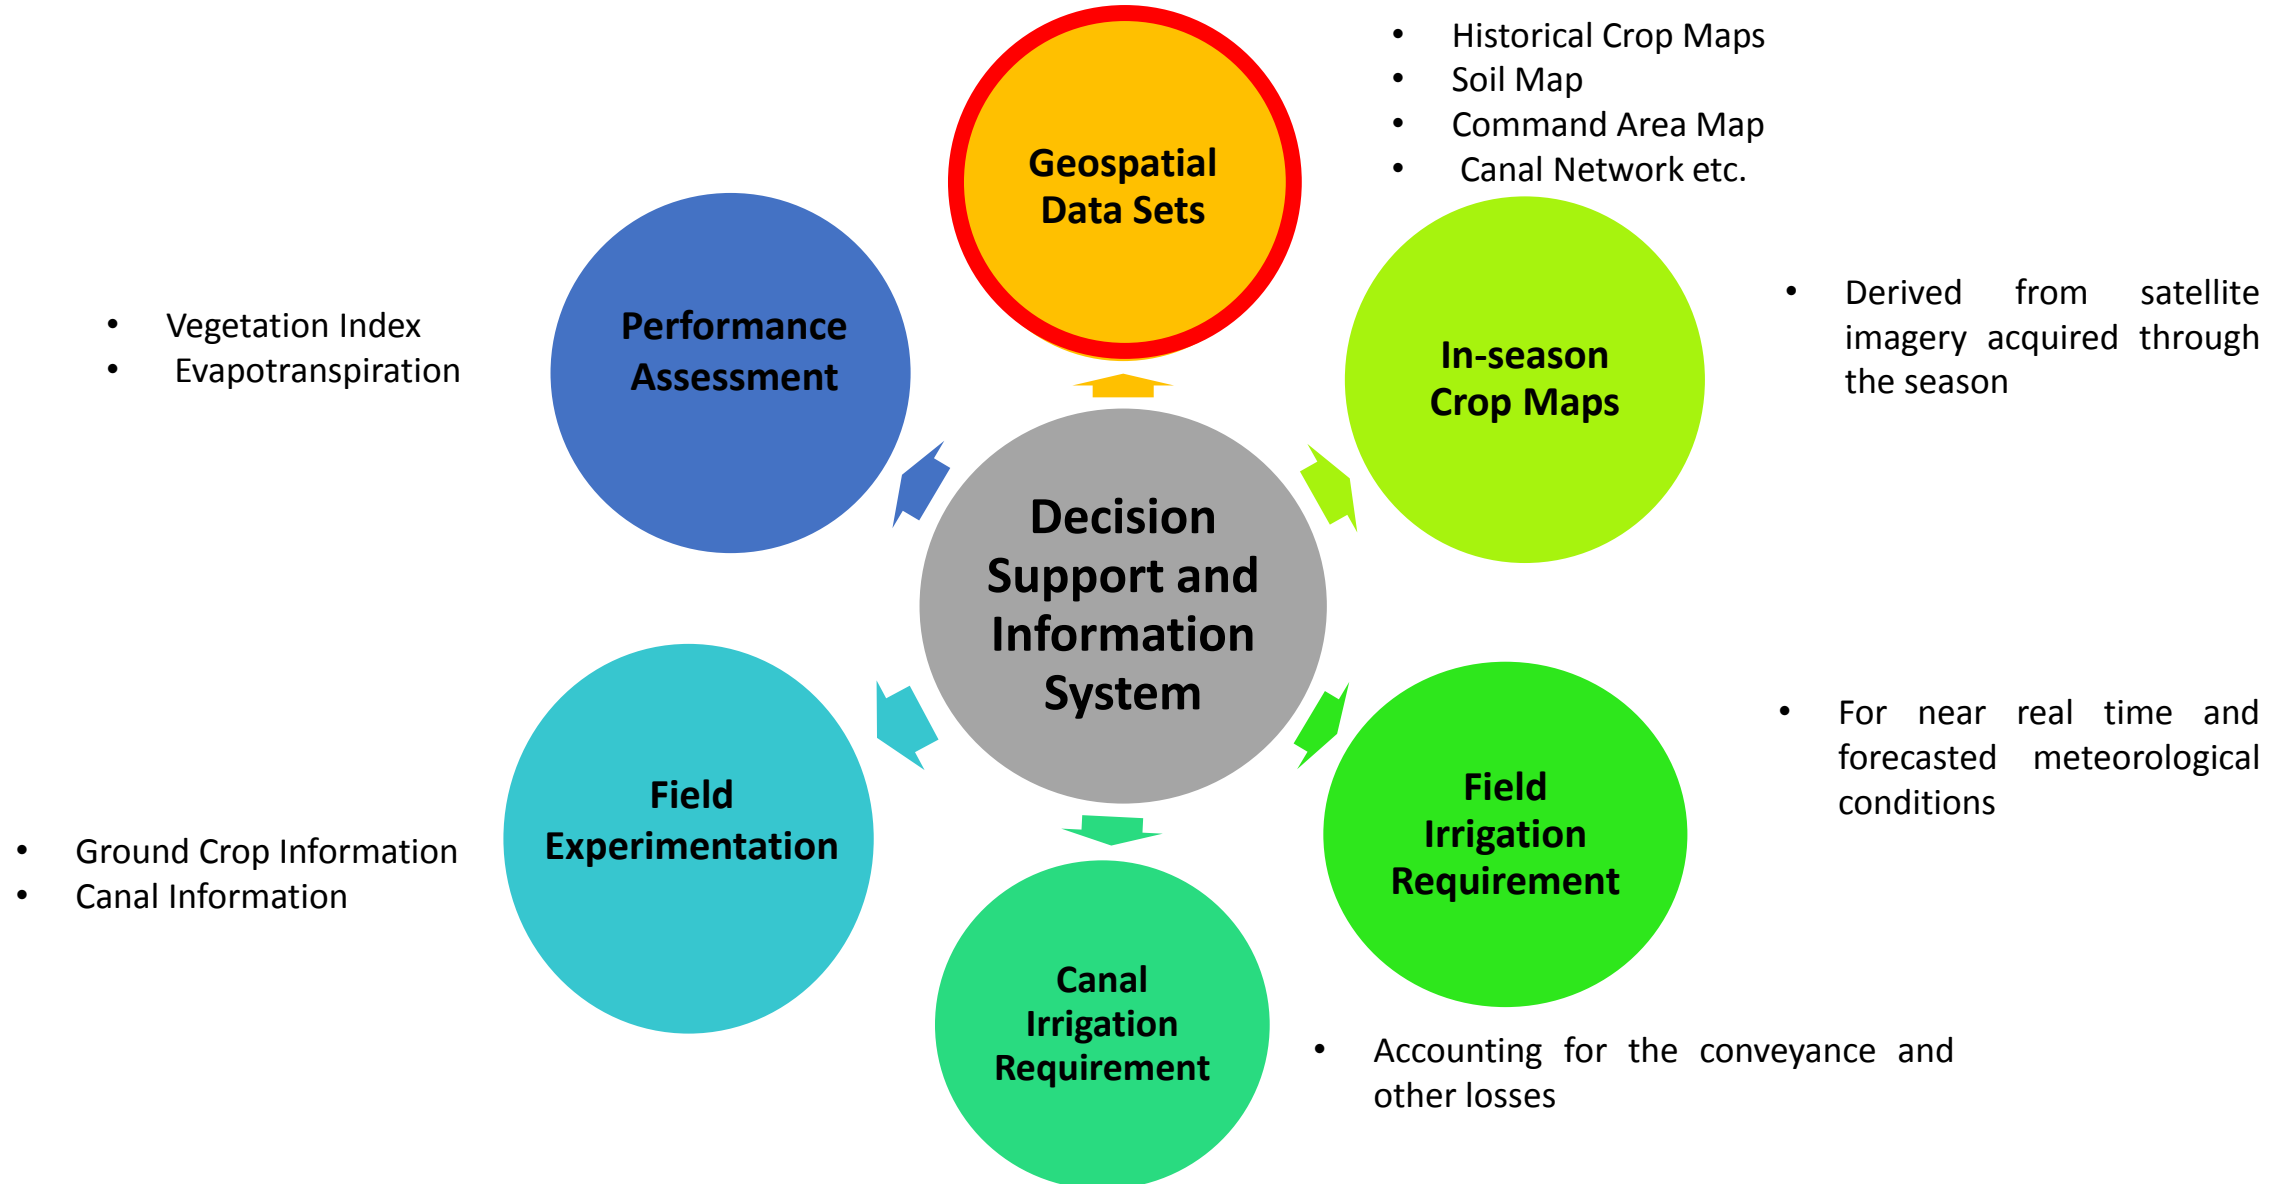 Geospatial
Data Sets
• Historical Crop Maps
• Soil Map
• Command Area Map
• Canal Network etc.
Performance
Assessment
• Vegetation Index
• Evapotranspiration
In-season
Crop Maps
• Derived from satellite
imagery acquired through
the season
Decision
Support and
Information
System
Field
Experimentation
• Ground Crop Information
• Canal Information
Field
Irrigation
Requirement
• For near real time and
forecasted meteorological
conditions
Canal
Irrigation
Requirement
• Accounting for the conveyance and
other losses